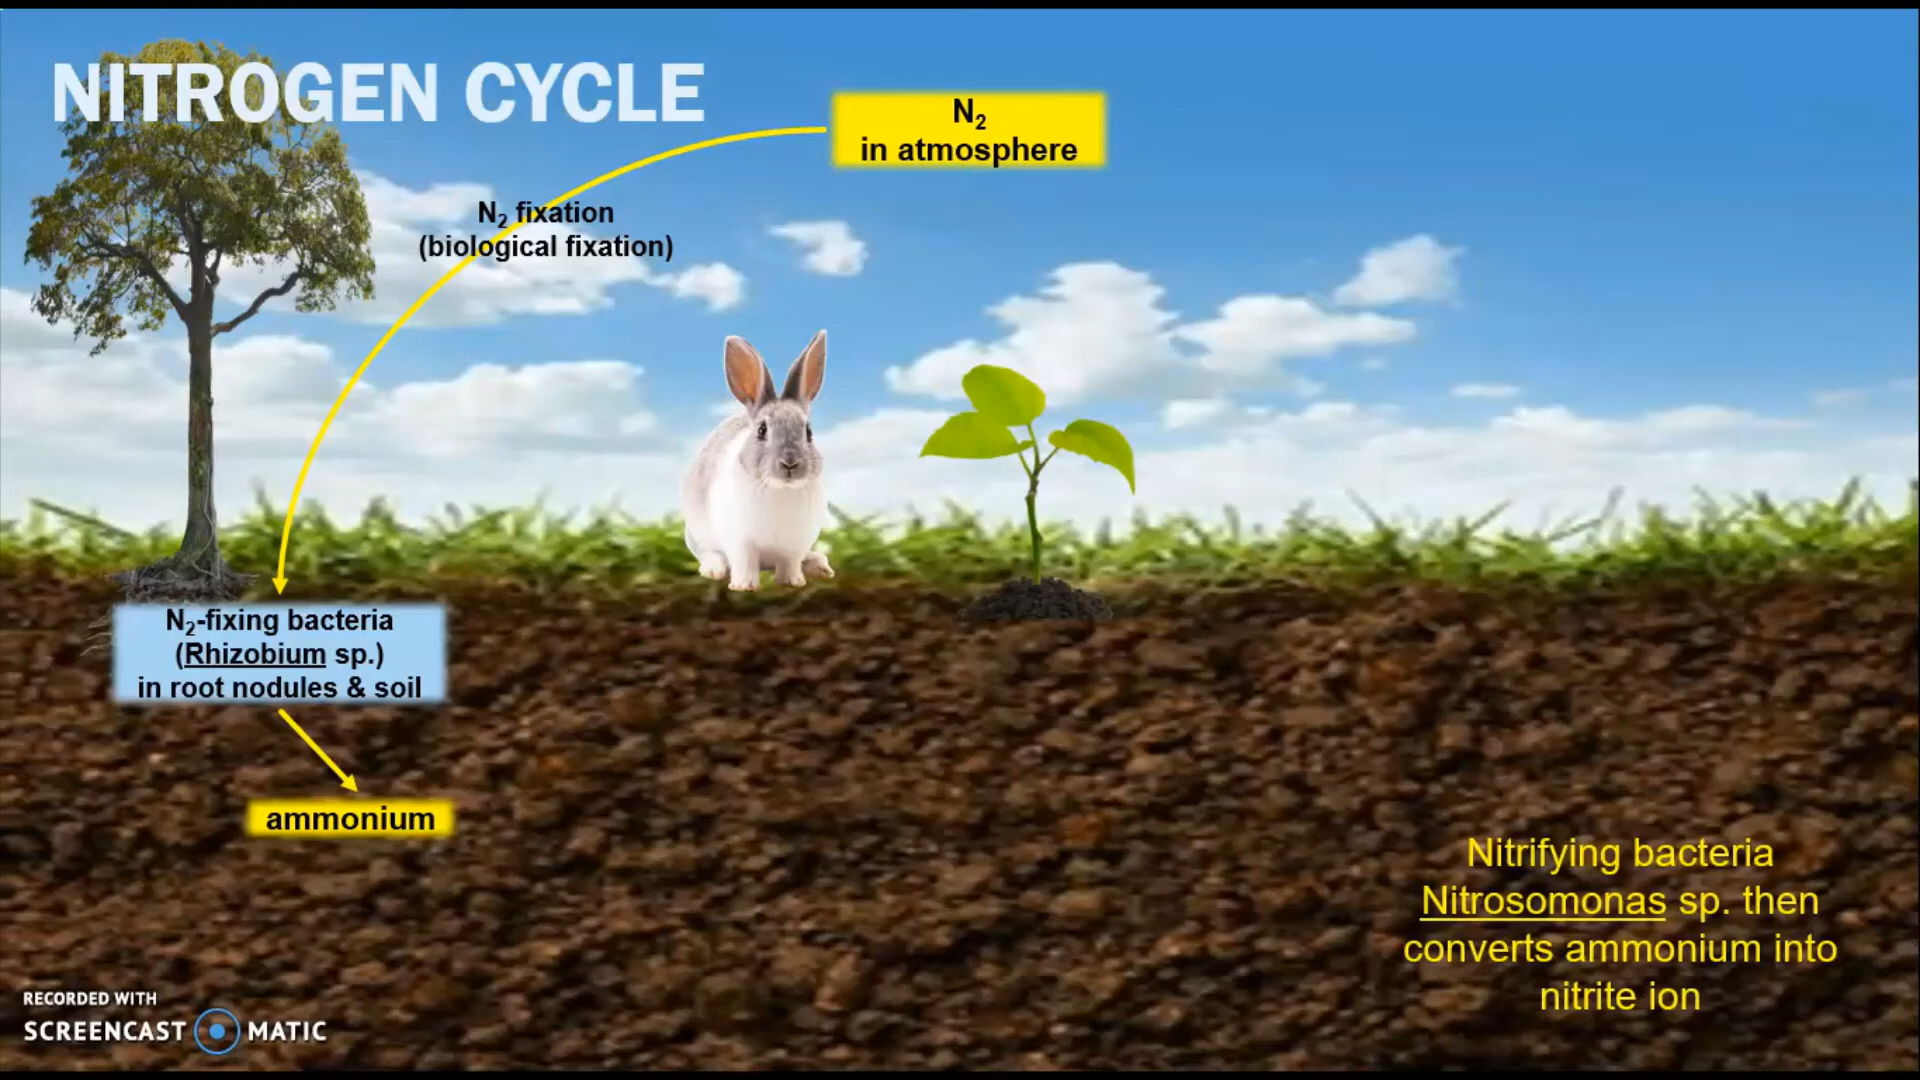 NITROGEN CYCLE
N₂
in atmosphere
N₂ fixation
(biological fixation)
N₂-fixing bacteria
(Rhizobium sp.)
in root nodules & soil
ammonium
Nitrifying bacteria
Nitrosomonas sp. then
converts ammonium into
nitrite ion
RECORDED WITH
SCREENCAST MATIC